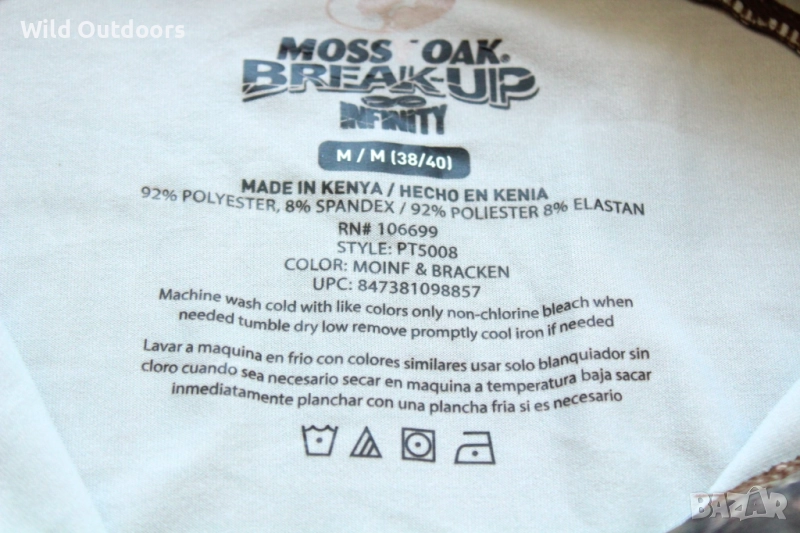 Wild Outdoors
MOSS OAK®
BREAK-UP
INFINITY
M / M (38/40)
MADE IN KENYA / HECHO EN KENIA
92% POLYESTER, 8% SPANDEX / 92% POLIESTER 8% ELASTAN
RN# 106699
STYLE: PT5008
COLOR: MOINF & BRACKEN
UPC: 847381098857
Machine wash cold with like colors only non-chlorine bleach when
needed tumble dry low remove promptly cool iron if needed
Lavar a maquina en frio con colores similares usar solo blanquiador sin
cloro cuando sea necesario secar en maquina a temperatura baja sacar
inmediatamente planchar con una plancha fria si es necesario
BAZAR